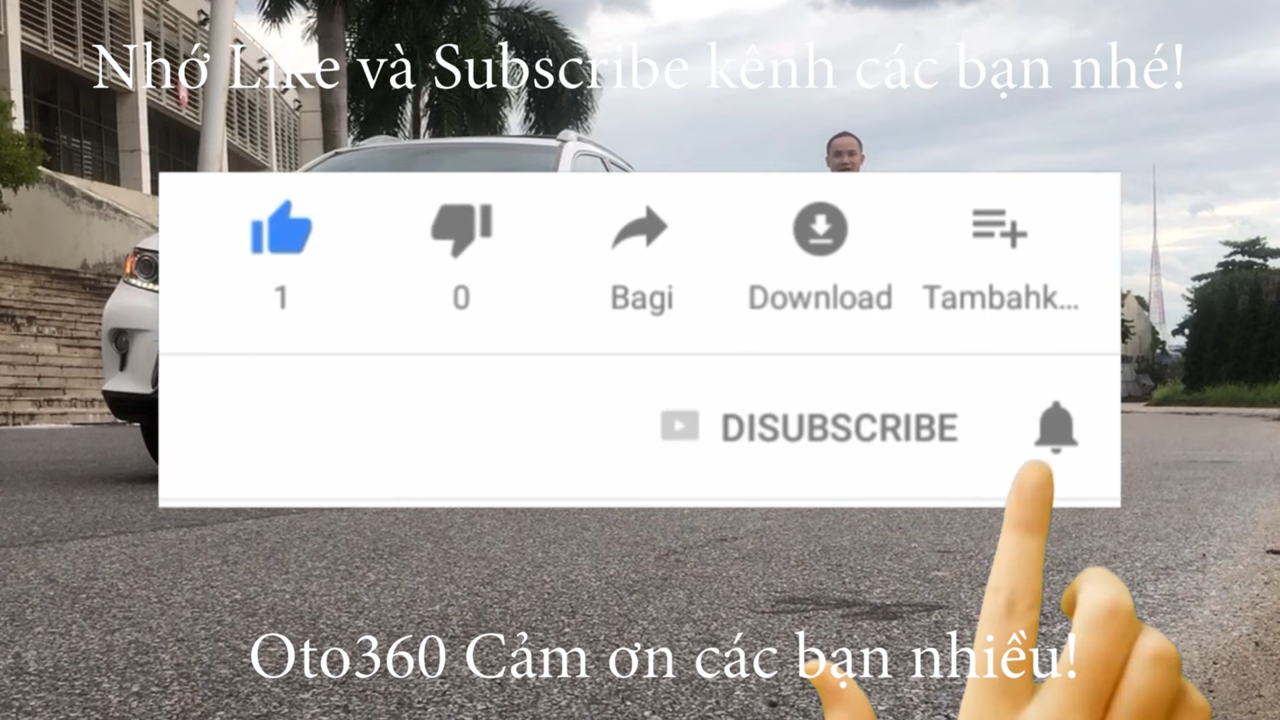 Nhớ Like và Subscribe kênh các bạn nhé!
1
0
Bagi
Download
Tambahk...
DISUBSCRIBE
Oto360 Cảm ơn các bạn nhiều!